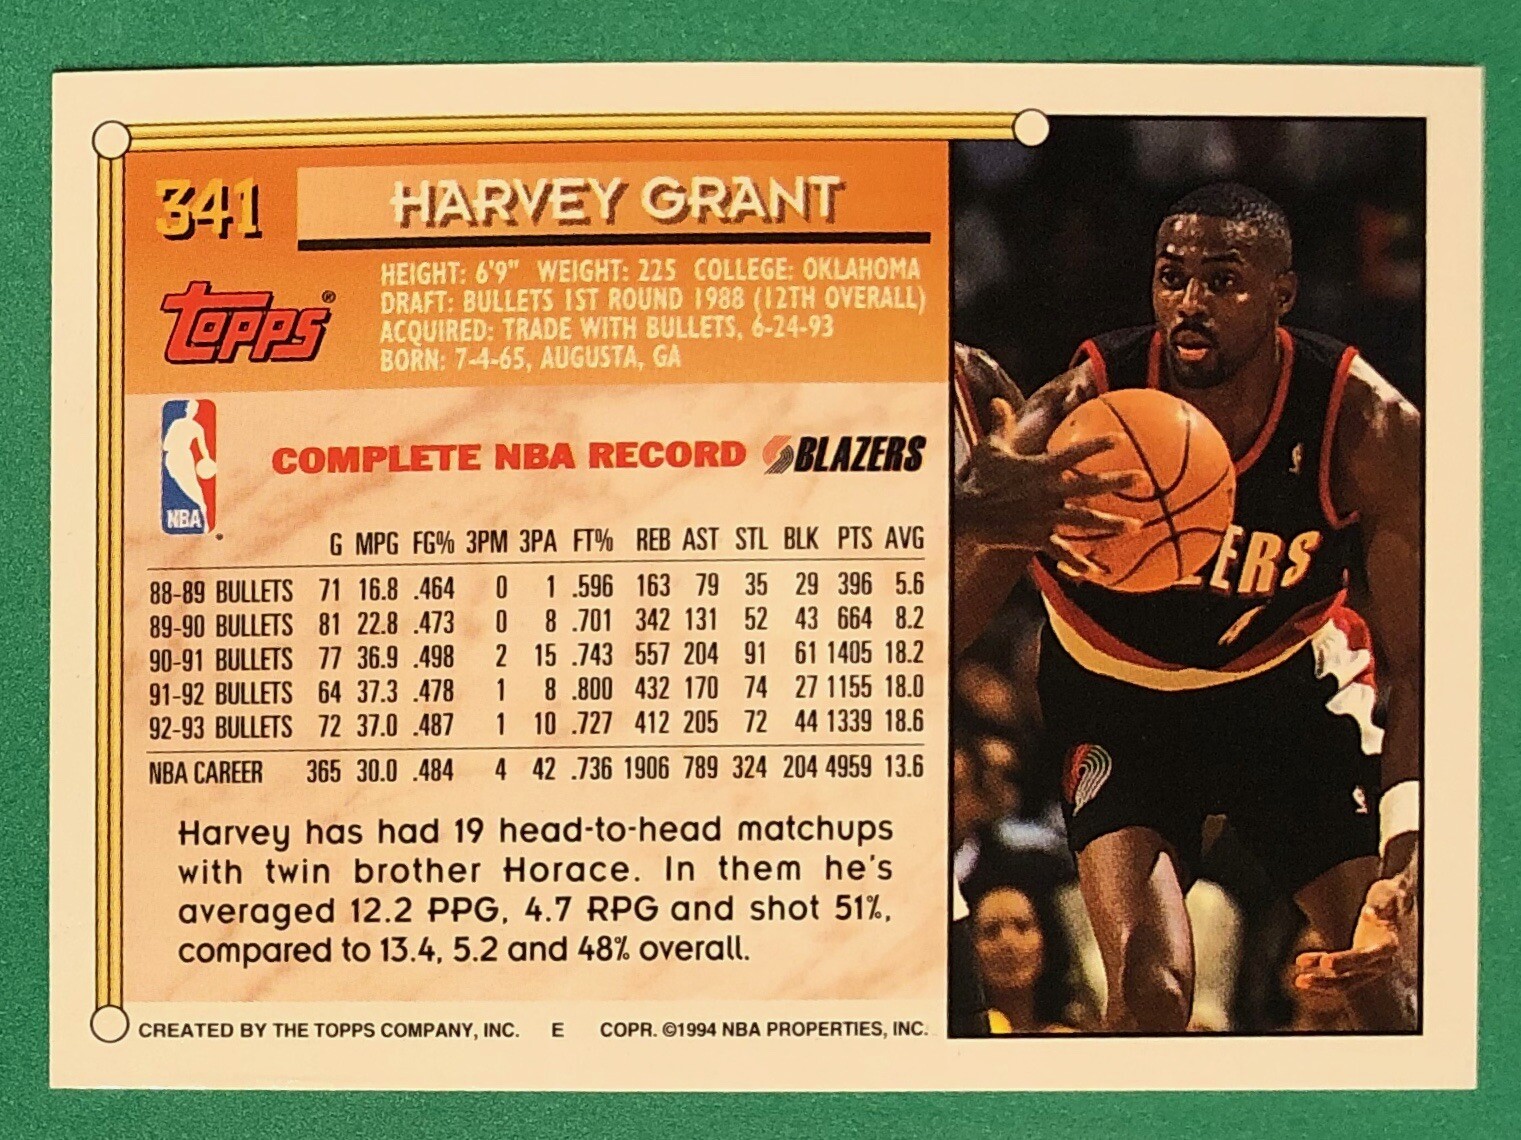 341 HARVEY GRANT
HEIGHT: 6'9" WEIGHT: 225 COLLEGE: OKLAHOMA
DRAFT: BULLETS 1ST ROUND 1988 (12TH OVERALL)
ACQUIRED: TRADE WITH BULLETS, 6-24-93
BORN: 7-4-65, AUGUSTA, GA
Topps®
NBA
COMPLETE NBA RECORD BLAZERS
G MPG FG% 3PM 3PA FT% REB AST STL BLK PTS AVG
88-89 BULLETS 71 16.8 .464 0 1 .596 163 79 35 29 396 5.6
89-90 BULLETS 81 22.8 .473 0 8 .701 342 131 52 43 664 8.2
90-91 BULLETS 77 36.9 .498 2 15 .743 557 204 91 61 1405 18.2
91-92 BULLETS 64 37.3 .478 1 8 .800 432 170 74 27 1155 18.0
92-93 BULLETS 72 37.0 .487 1 10 .727 412 205 72 44 1339 18.6
NBA CAREER 365 30.0 .484 4 42 .736 1906 789 324 204 4959 13.6
Harvey has had 19 head-to-head matchups
with twin brother Horace. In them he's
averaged 12.2 PPG, 4.7 RPG and shot 51%,
compared to 13.4, 5.2 and 48% overall.
CREATED BY THE TOPPS COMPANY, INC. E COPR. ©1994 NBA PROPERTIES, INC.
ERS